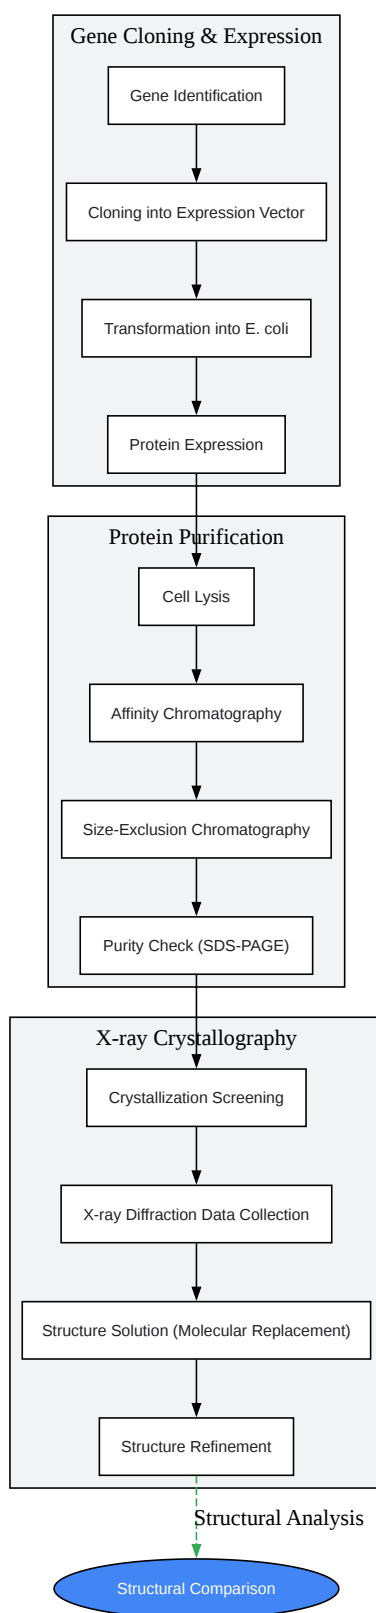 Gene Cloning & Expression
Gene Identification
Cloning into Expression Vector
Transformation into E. coli
Protein Expression
Protein Purification
Cell Lysis
Affinity Chromatography
Size-Exclusion Chromatography
Purity Check (SDS-PAGE)
X-ray Crystallography
Crystallization Screening
X-ray Diffraction Data Collection
Structure Solution (Molecular Replacement)
Structure Refinement
Structural Analysis
Structural Comparison